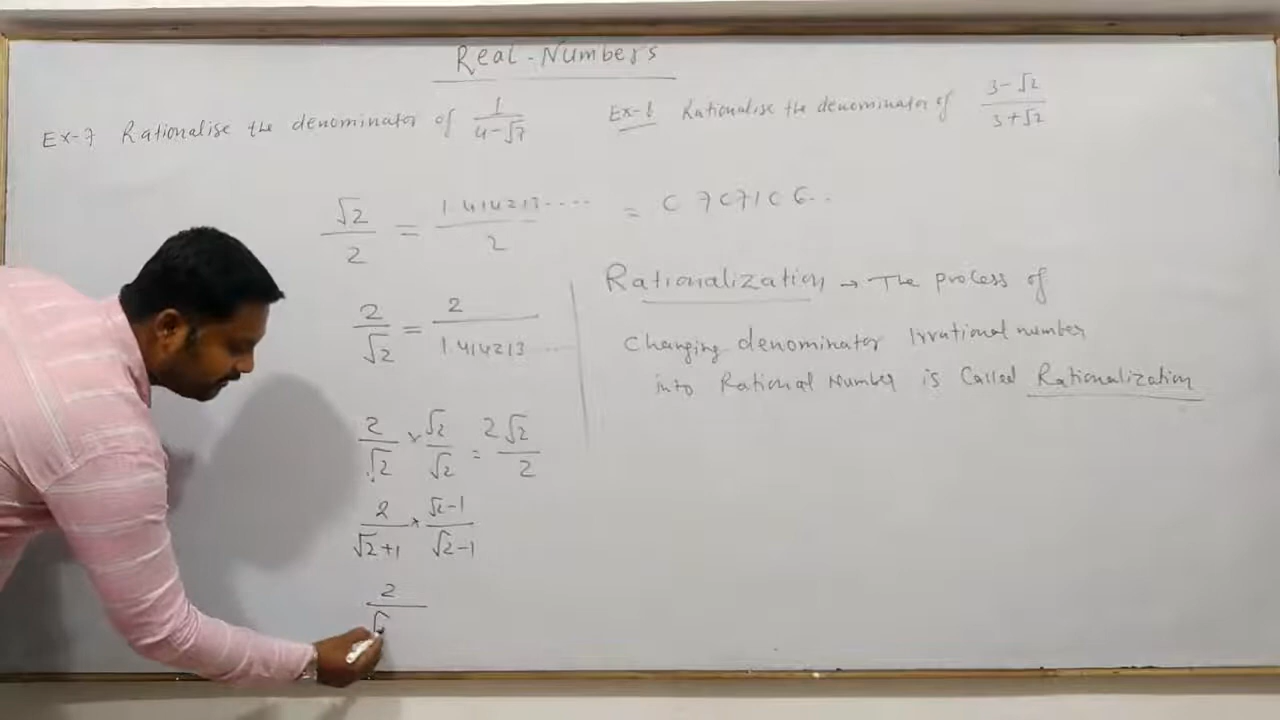 Real-Numbers
Ex-7 Rationalise the denominator of 1/(4-√7)
Ex-8 Rationalise the denominator of (3-√2)/(3+√2)
√2/2 = 1.414213..../2 = 0.707106..
2/√2 = 2/1.414213....
Rationalization → The process of
changing denominator Irrational number
into Rational Number is called Rationalization
2/√2 × √2/√2 = 2√2/2
2/(√2+1) × (√2-1)/(√2-1)
2/√